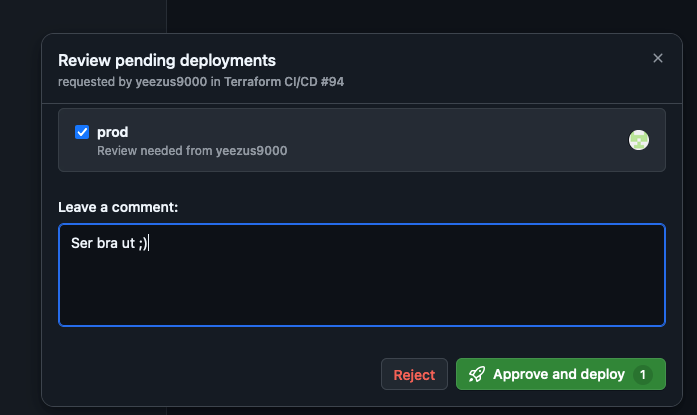 Review pending deployments
requested by yeezus9000 in Terraform CI/CD #94
prod
Review needed from yeezus9000
Leave a comment:
Ser bra ut ;)
Reject
Approve and deploy 1